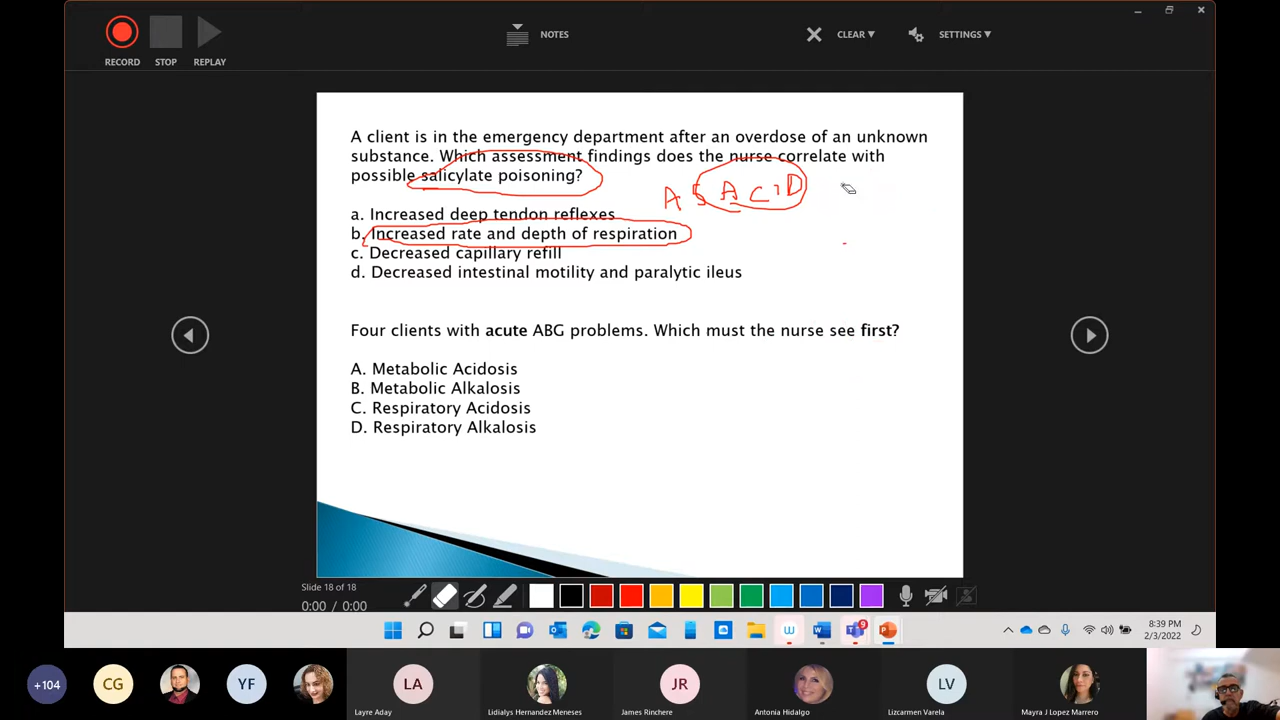 RECORD
STOP
REPLAY
NOTES
CLEAR
SETTINGS
A client is in the emergency department after an overdose of an unknown
substance. Which assessment findings does the nurse correlate with
possible salicylate poisoning?
A S A C I D
a. Increased deep tendon reflexes
b. Increased rate and depth of respiration
c. Decreased capillary refill
d. Decreased intestinal motility and paralytic ileus
Four clients with acute ABG problems. Which must the nurse see first?
A. Metabolic Acidosis
B. Metabolic Alkalosis
C. Respiratory Acidosis
D. Respiratory Alkalosis
Slide 18 of 18
0:00 / 0:00
9
8:39 PM
2/3/2022
+104
CG
YF
LA
JR
LV
Layre Aday
Lidialys Hernandez Meneses
James Rinchere
Antonia Hidalgo
Lizcarmen Varela
Mayra J Lopez Marrero